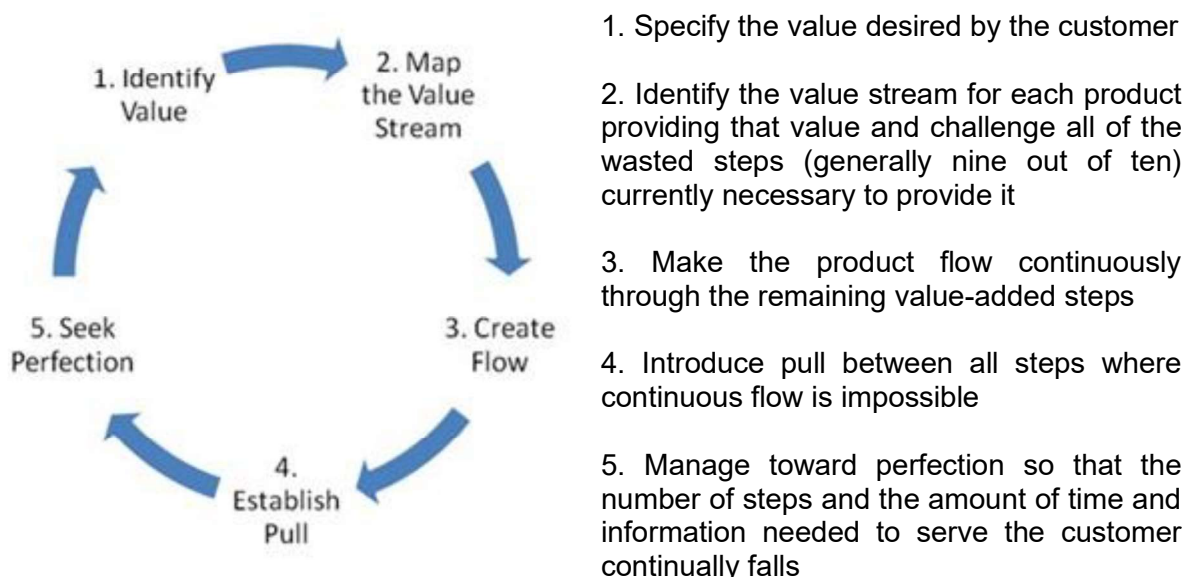 1. Identify
Value
2. Map
the Value
Stream
3. Create
Flow
4.
Establish
Pull
5. Seek
Perfection
1. Specify the value desired by the customer
2. Identify the value stream for each product
providing that value and challenge all of the
wasted steps (generally nine out of ten)
currently necessary to provide it
3. Make the product flow continuously
through the remaining value-added steps
4. Introduce pull between all steps where
continuous flow is impossible
5. Manage toward perfection so that the
number of steps and the amount of time and
information needed to serve the customer
continually falls